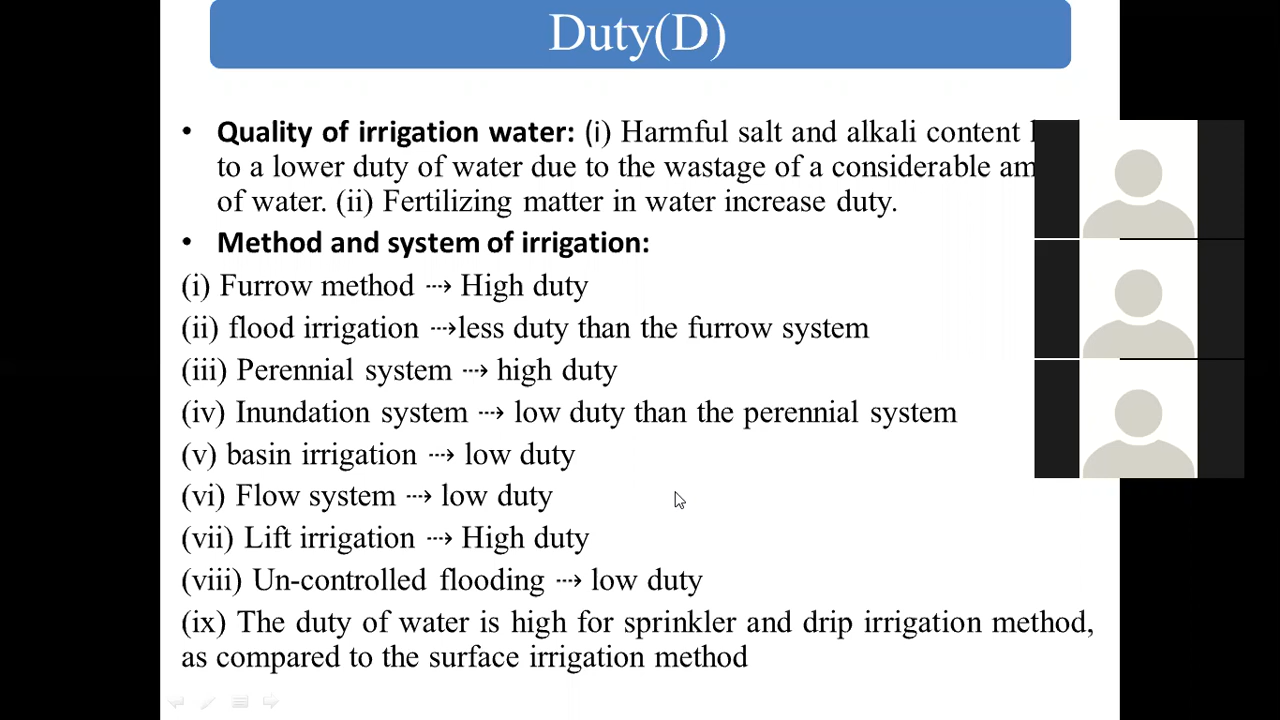 Duty(D)
• Quality of irrigation water: (i) Harmful salt and alkali content
to a lower duty of water due to the wastage of a considerable
of water. (ii) Fertilizing matter in water increase duty.
• Method and system of irrigation:
(i) Furrow method ⇢ High duty
(ii) flood irrigation ⇢less duty than the furrow system
(iii) Perennial system ⇢ high duty
(iv) Inundation system ⇢ low duty than the perennial system
(v) basin irrigation ⇢ low duty
(vi) Flow system ⇢ low duty
(vii) Lift irrigation ⇢ High duty
(viii) Un-controlled flooding ⇢ low duty
(ix) The duty of water is high for sprinkler and drip irrigation method,
as compared to the surface irrigation method